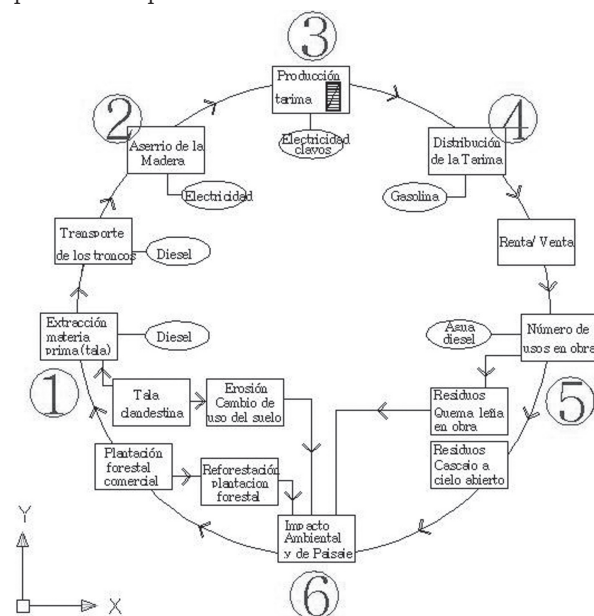 3
Producción
tarima
Electricidad
clavos
2
Aserrio de la
Madera
Electricidad
4
Distribución
de la Tarima
Gasolina
Transporte
de los troncos
Diesel
Renta/ Venta
Extracción
materia
prima(tala)
Diesel
1
Agua
diesel
Número de
usos en obra
5
Tala
clandestina
Erosión
Cambio de
uso del suelo
Residuos
Quema leña
en obra
Plantación
forestal
comercial
Reforestación
plantacion
forestal
Residuos
Cascajo a
cielo abierto
Impacto
Ambiental
y de Paisaje
6
Y
X